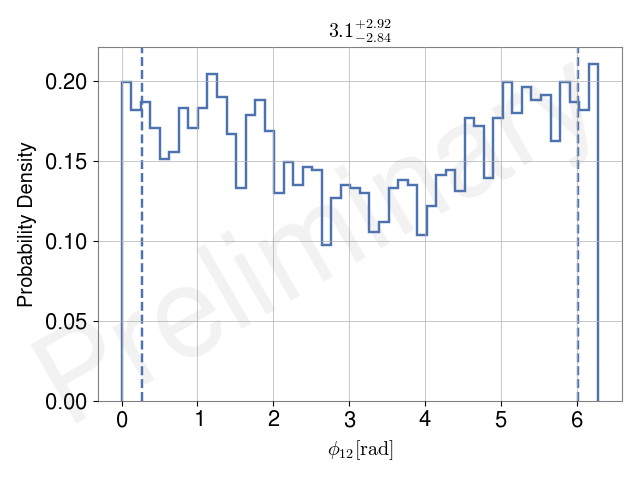 3.1^{+2.92}_{-2.84}
Probability Density
0.20
0.15
0.10
0.05
0.00
0 1 2 3 4 5 6
ϕ₁₂[rad]
Preliminary